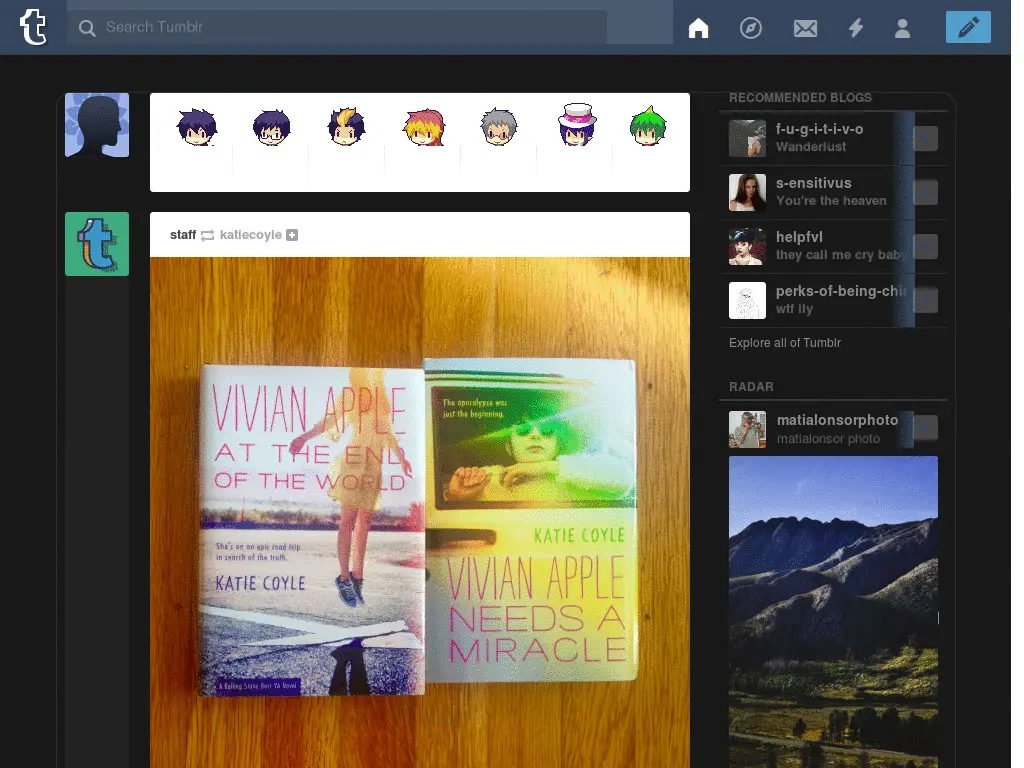 Search Tumblr
staff katiecoyle
VIVIAN APPLE
AT THE END
OF THE WORLD
She's on an epic road trip
in search of the truth.
KATIE COYLE
A Rolling Stone Best YA Novel
The apocalypse was
just the beginning.
KATIE COYLE
VIVIAN APPLE
NEEDS A
MIRACLE
RECOMMENDED BLOGS
f-u-g-i-t-i-v-o
Wanderlust
s-ensitivus
You're the heaven
helpfvl
they call me cry baby
perks-of-being-chi
wtf lly
Explore all of Tumblr
RADAR
matialonsorphoto
matialonsor photo